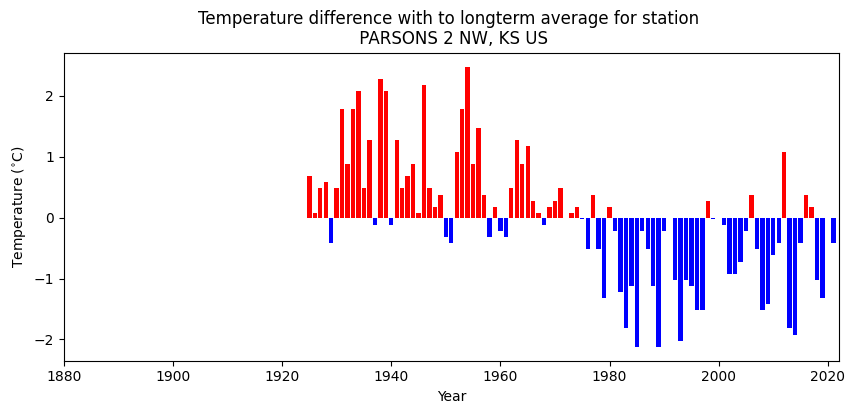 Temperature difference with to longterm average for station
PARSONS 2 NW, KS US
Temperature (°C)
2
1
0
−1
−2
1880 1900 1920 1940 1960 1980 2000 2020
Year